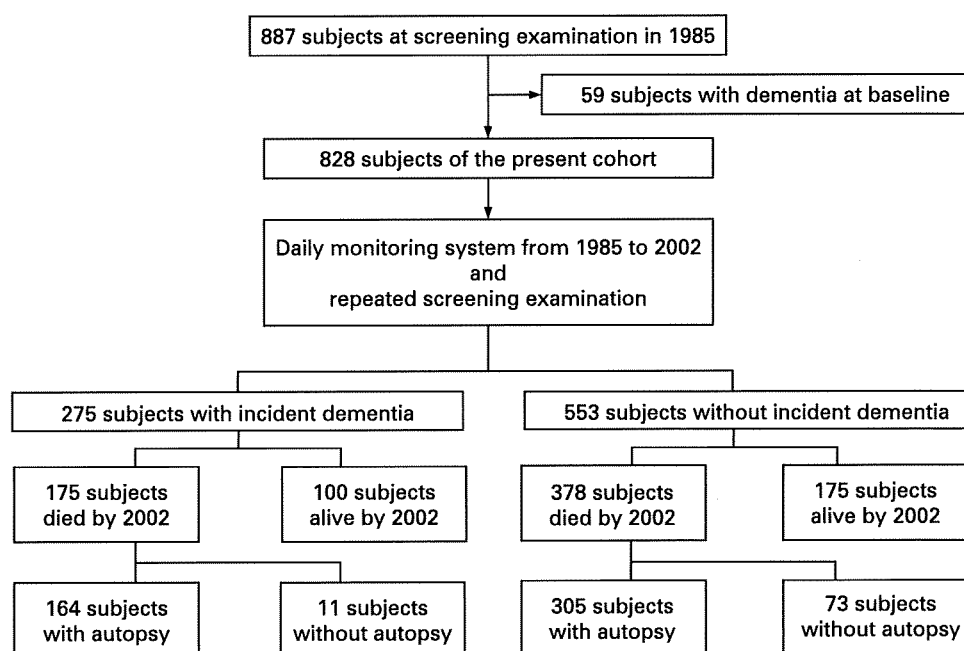 887 subjects at screening examination in 1985
59 subjects with dementia at baseline
828 subjects of the present cohort
Daily monitoring system from 1985 to 2002
and
repeated screening examination
275 subjects with incident dementia
553 subjects without incident dementia
175 subjects
died by 2002
100 subjects
alive by 2002
378 subjects
died by 2002
175 subjects
alive by 2002
164 subjects
with autopsy
11 subjects
without autopsy
305 subjects
with autopsy
73 subjects
without autopsy